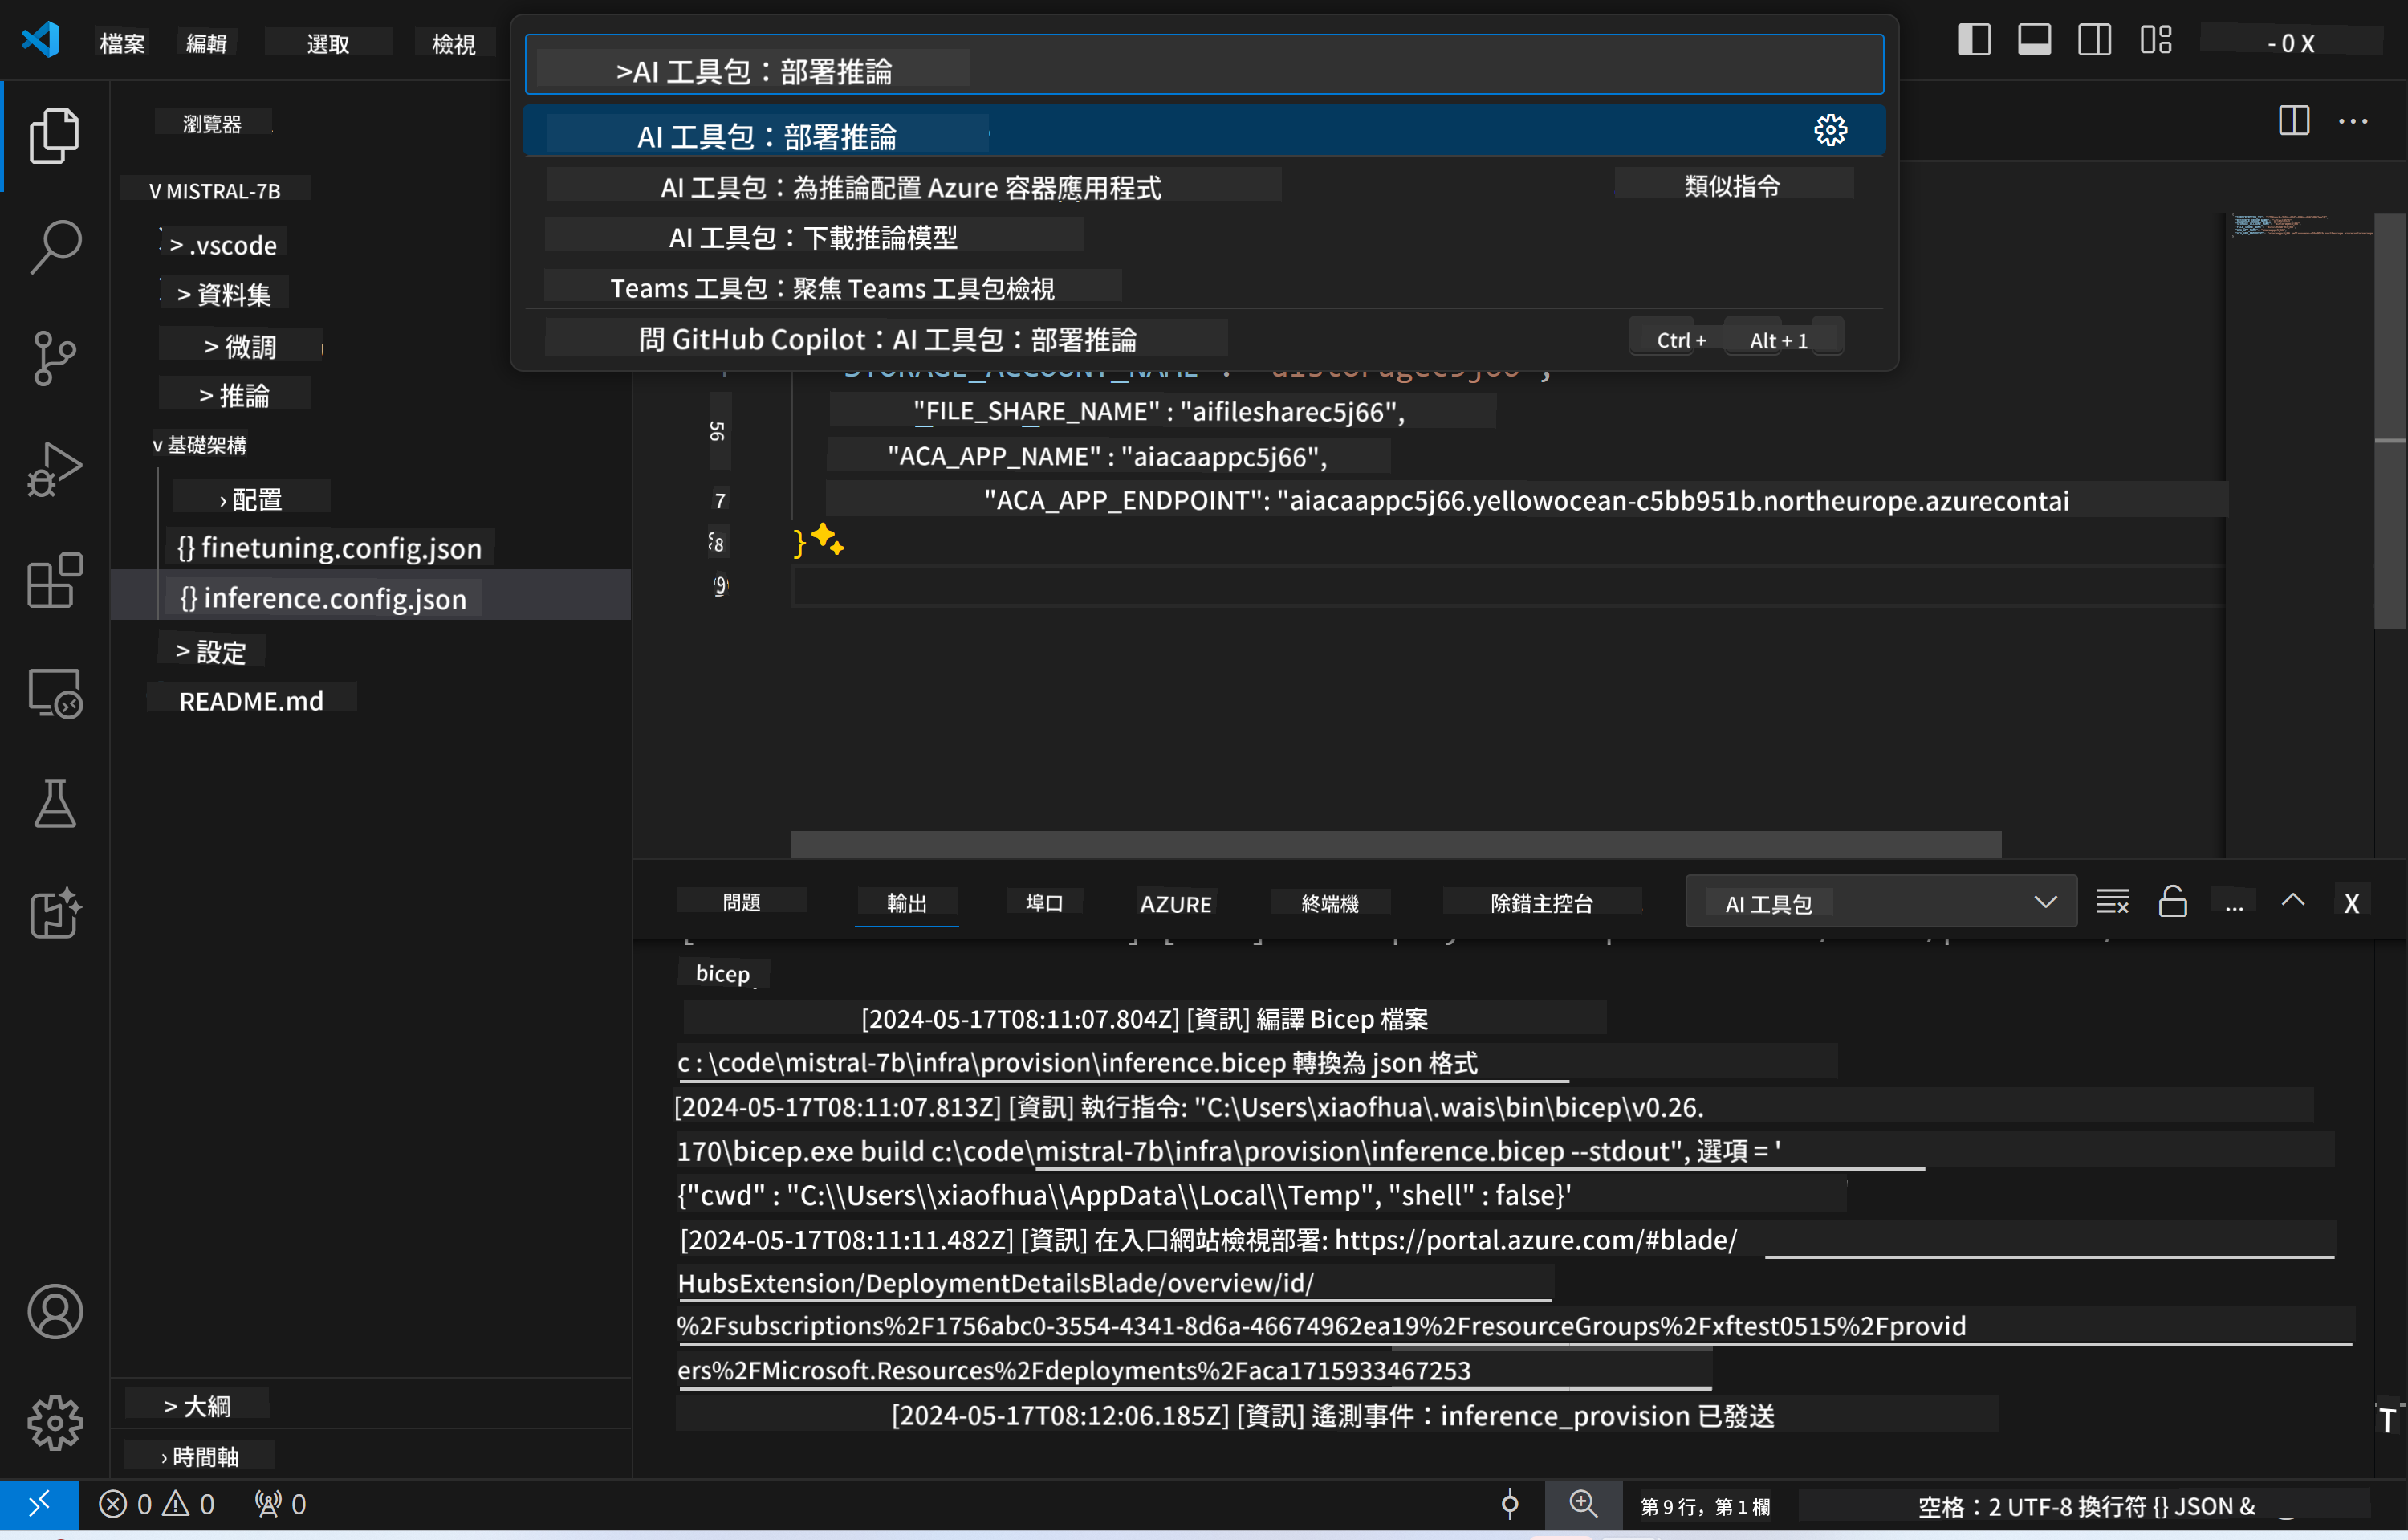 檔案 編輯 選取 檢視
- 0 X
>AI 工具包：部署推論
AI 工具包：部署推論
AI 工具包：為推論配置 Azure 容器應用程式 類似指令
AI 工具包：下載推論模型
Teams 工具包：聚焦 Teams 工具包檢視
問 GitHub Copilot：AI 工具包：部署推論 Ctrl + Alt + 1
瀏覽器
v MISTRAL-7B
> .vscode
> 資料集
> 微調
> 推論
v 基礎架構
› 配置
{} finetuning.config.json
{} inference.config.json
> 設定
README.md
> 大綱
› 時間軸
56 "FILE_SHARE_NAME" : "aifilesharec5j66",
"ACA_APP_NAME" : "aiacaappc5j66",
7 "ACA_APP_ENDPOINT": "aiacaappc5j66.yellowocean-c5bb951b.northeurope.azurecontai
8 }
9
問題 輸出 埠口 AZURE 終端機 除錯主控台 AI 工具包 ... X
bicep
[2024-05-17T08:11:07.804Z] [資訊] 編譯 Bicep 檔案
c : \code\mistral-7b\infra\provision\inference.bicep 轉換為 json 格式
[2024-05-17T08:11:07.813Z] [資訊] 執行指令: "C:\Users\xiaofhua\.wais\bin\bicep\v0.26.
170\bicep.exe build c:\code\mistral-7b\infra\provision\inference.bicep --stdout", 選項 = '
{"cwd" : "C:\\Users\\xiaofhua\\AppData\\Local\\Temp", "shell" : false}'
[2024-05-17T08:11:11.482Z] [資訊] 在入口網站檢視部署: https://portal.azure.com/#blade/
HubsExtension/DeploymentDetailsBlade/overview/id/
%2Fsubscriptions%2F1756abc0-3554-4341-8d6a-46674962ea19%2FresourceGroups%2Fxftest0515%2Fprovid
ers%2FMicrosoft.Resources%2Fdeployments%2Faca1715933467253
[2024-05-17T08:12:06.185Z] [資訊] 遙測事件：inference_provision 已發送
T
0 0 0
第 9 行，第 1 欄 空格：2 UTF-8 換行符 {} JSON &